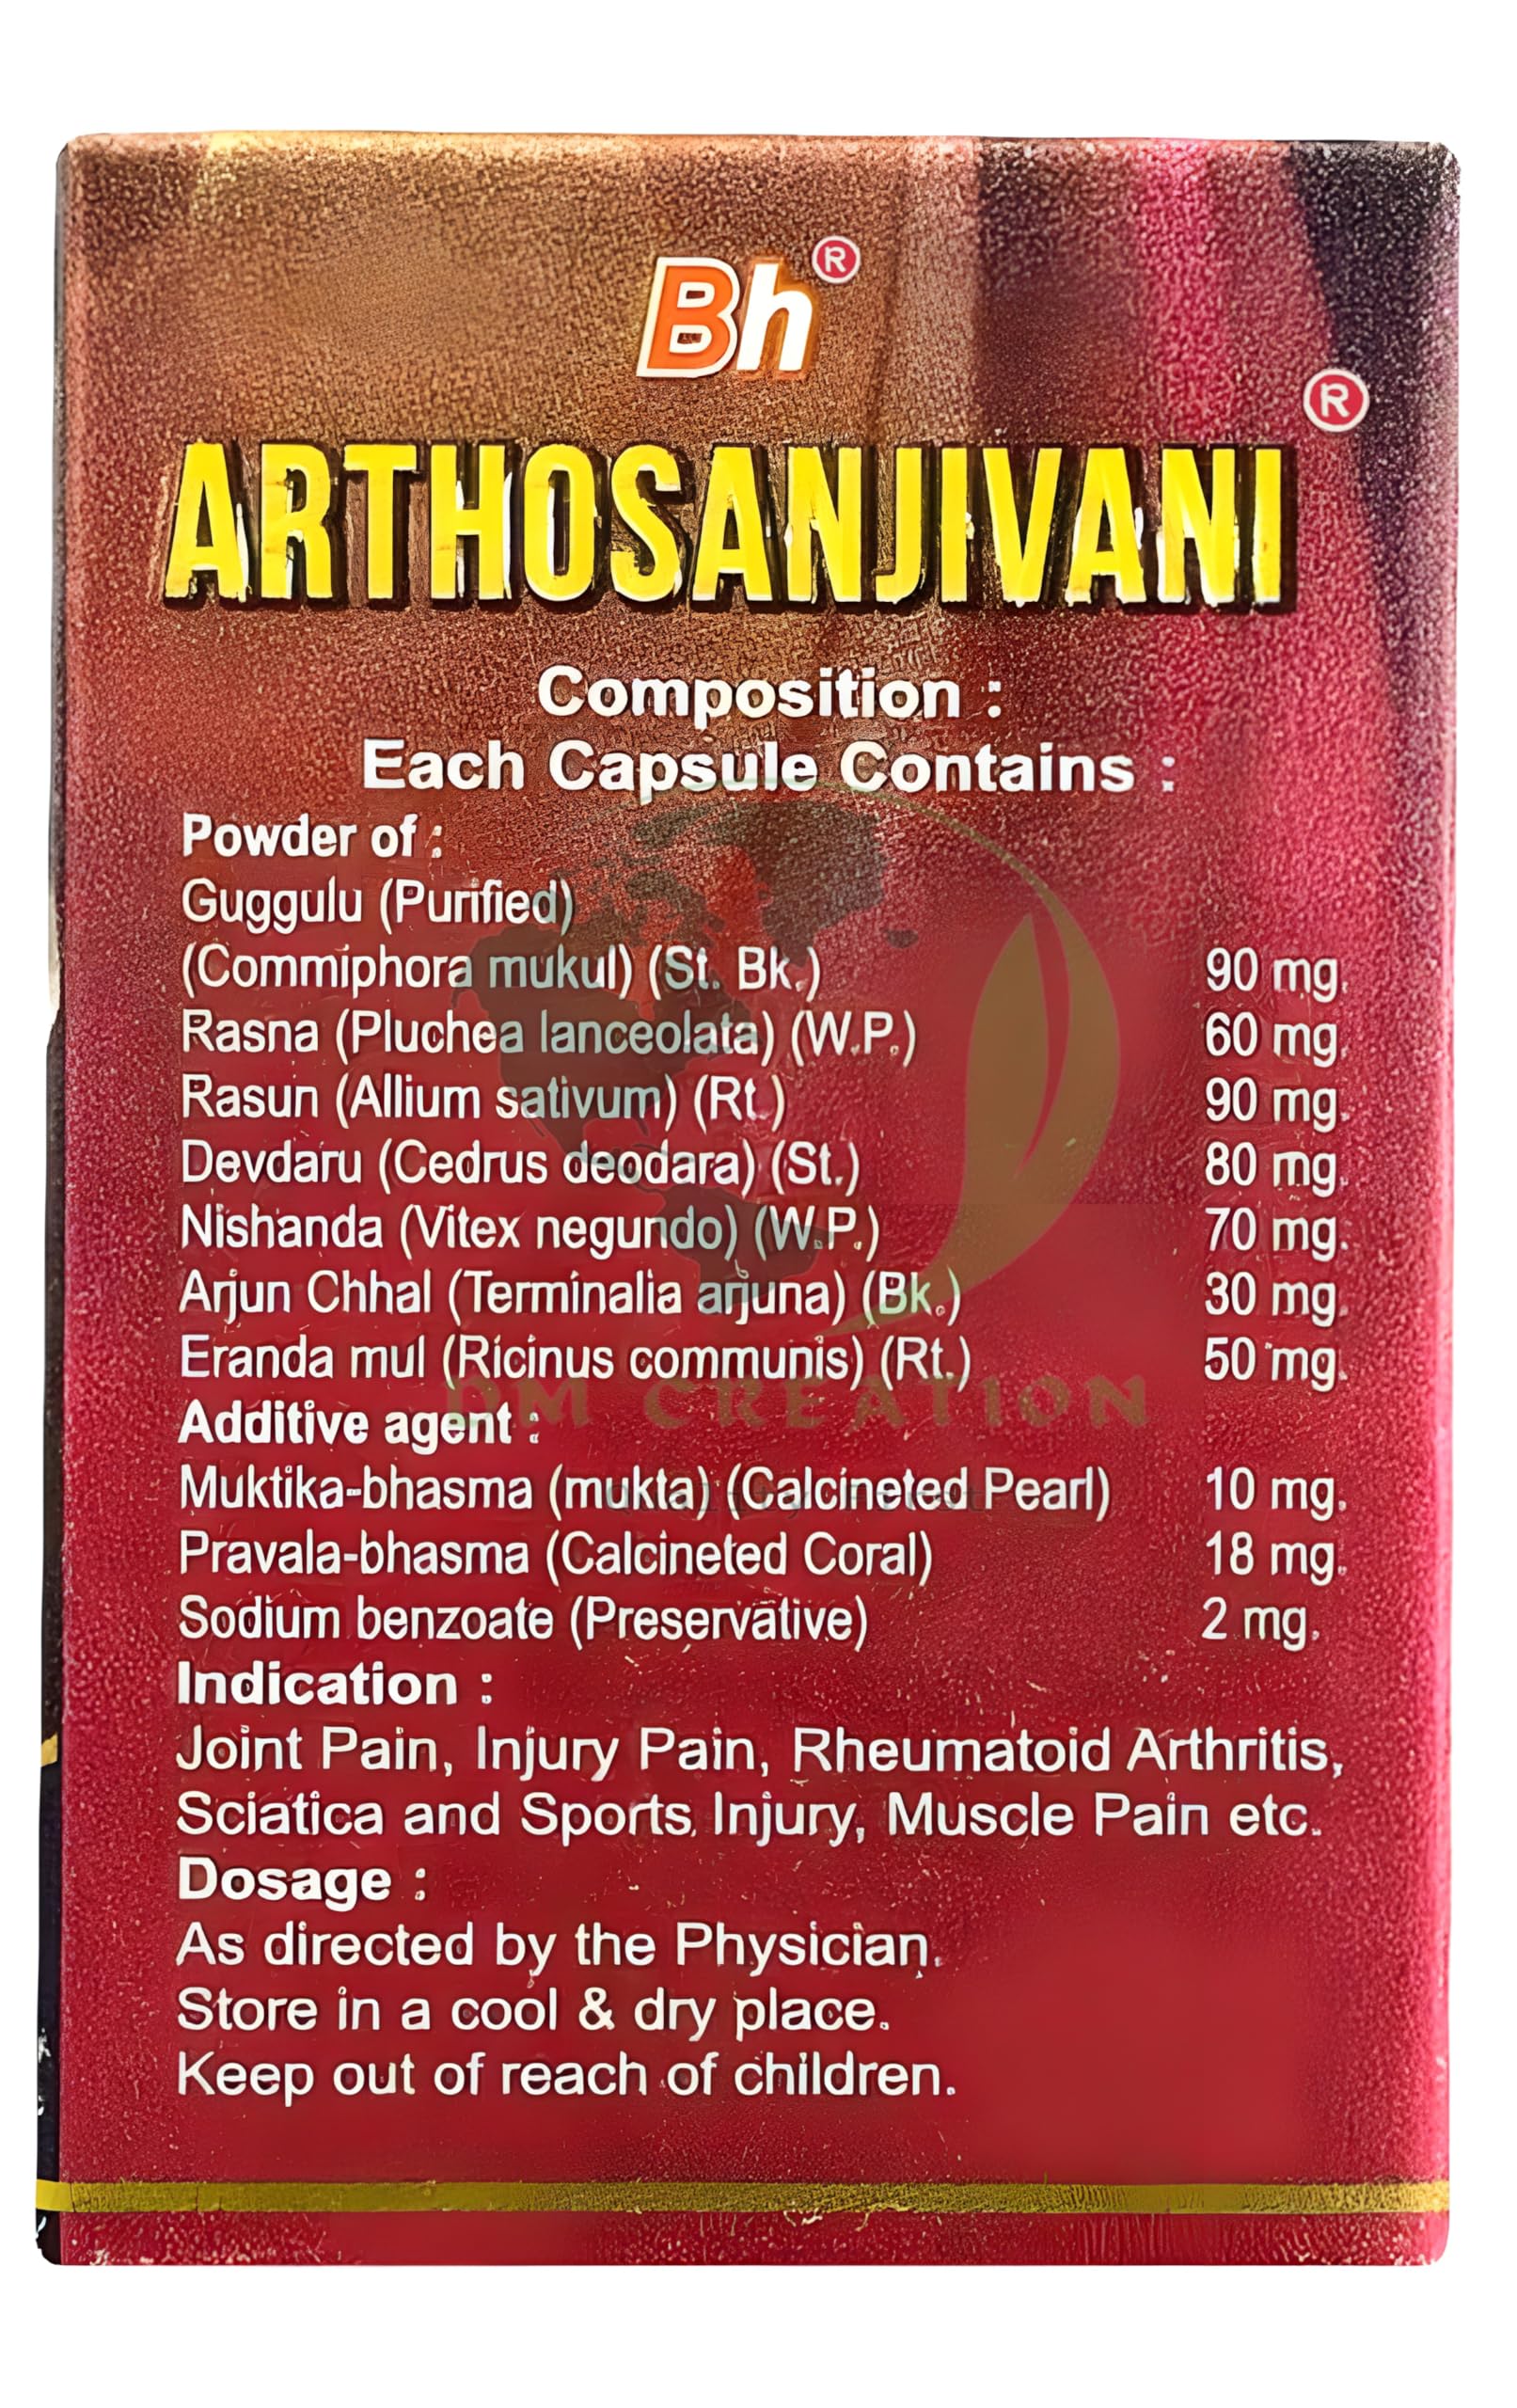 Bh®
ARTHOSANJIVANI®
Composition :
Each Capsule Contains :
Powder of :
Guggulu (Purified)
(Commiphora mukul) (St. Bk.) 90 mg.
Rasna (Pluchea lanceolata) (W.P.) 60 mg.
Rasun (Allium sativum) (Rt.) 90 mg.
Devdaru (Cedrus deodara) (St.) 80 mg.
Nishanda (Vitex negundo) (W.P.) 70 mg.
Arjun Chhal (Terminalia arjuna) (Bk.) 30 mg.
Eranda mul (Ricinus communis) (Rt.) 50 mg.
DM CREATION
Additive agent :
Muktika-bhasma (mukta) (Calcineted Pearl) 10 mg.
Pravala-bhasma (Calcineted Coral) 18 mg.
Sodium benzoate (Preservative) 2 mg.
Indication :
Joint Pain, Injury Pain, Rheumatoid Arthritis,
Sciatica and Sports Injury, Muscle Pain etc.
Dosage :
As directed by the Physician.
Store in a cool & dry place.
Keep out of reach of children.